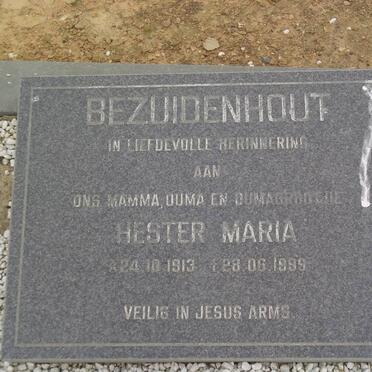 BEZUIDENHOUT
IN LIEFDEVOLLE HERINNERING
AAN
ONS MAMMA, OUMA EN OUMAGROOTJIE
HESTER MARIA
*24.10.1913 †28.06.1999
VEILIG IN JESUS ARMS.